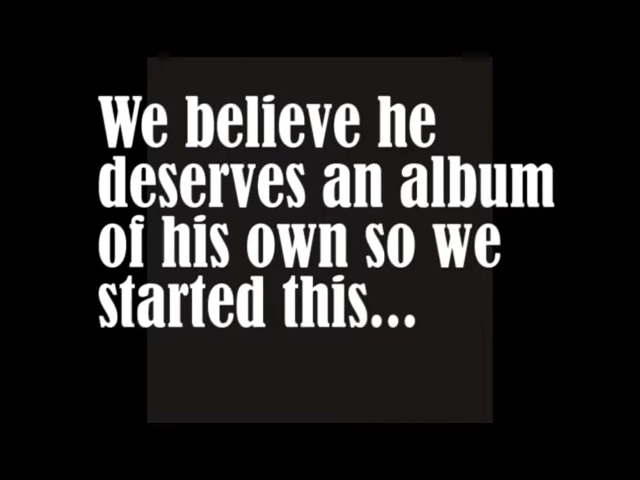 We believe he
deserves an album
of his own so we
started this...